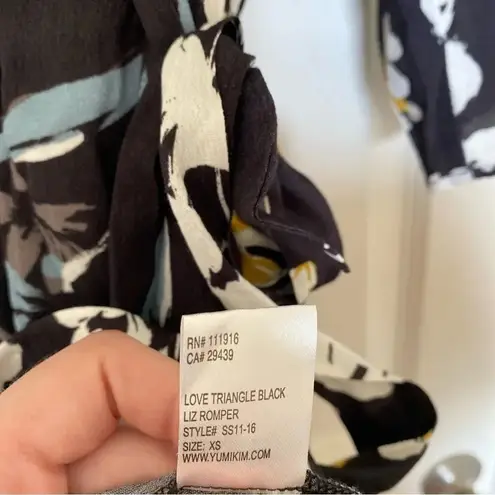 RN# 111916
CA# 29439
LOVE TRIANGLE BLACK
LIZ ROMPER
STYLE# SS11-16
SIZE: XS
WWW.YUMIKIM.COM